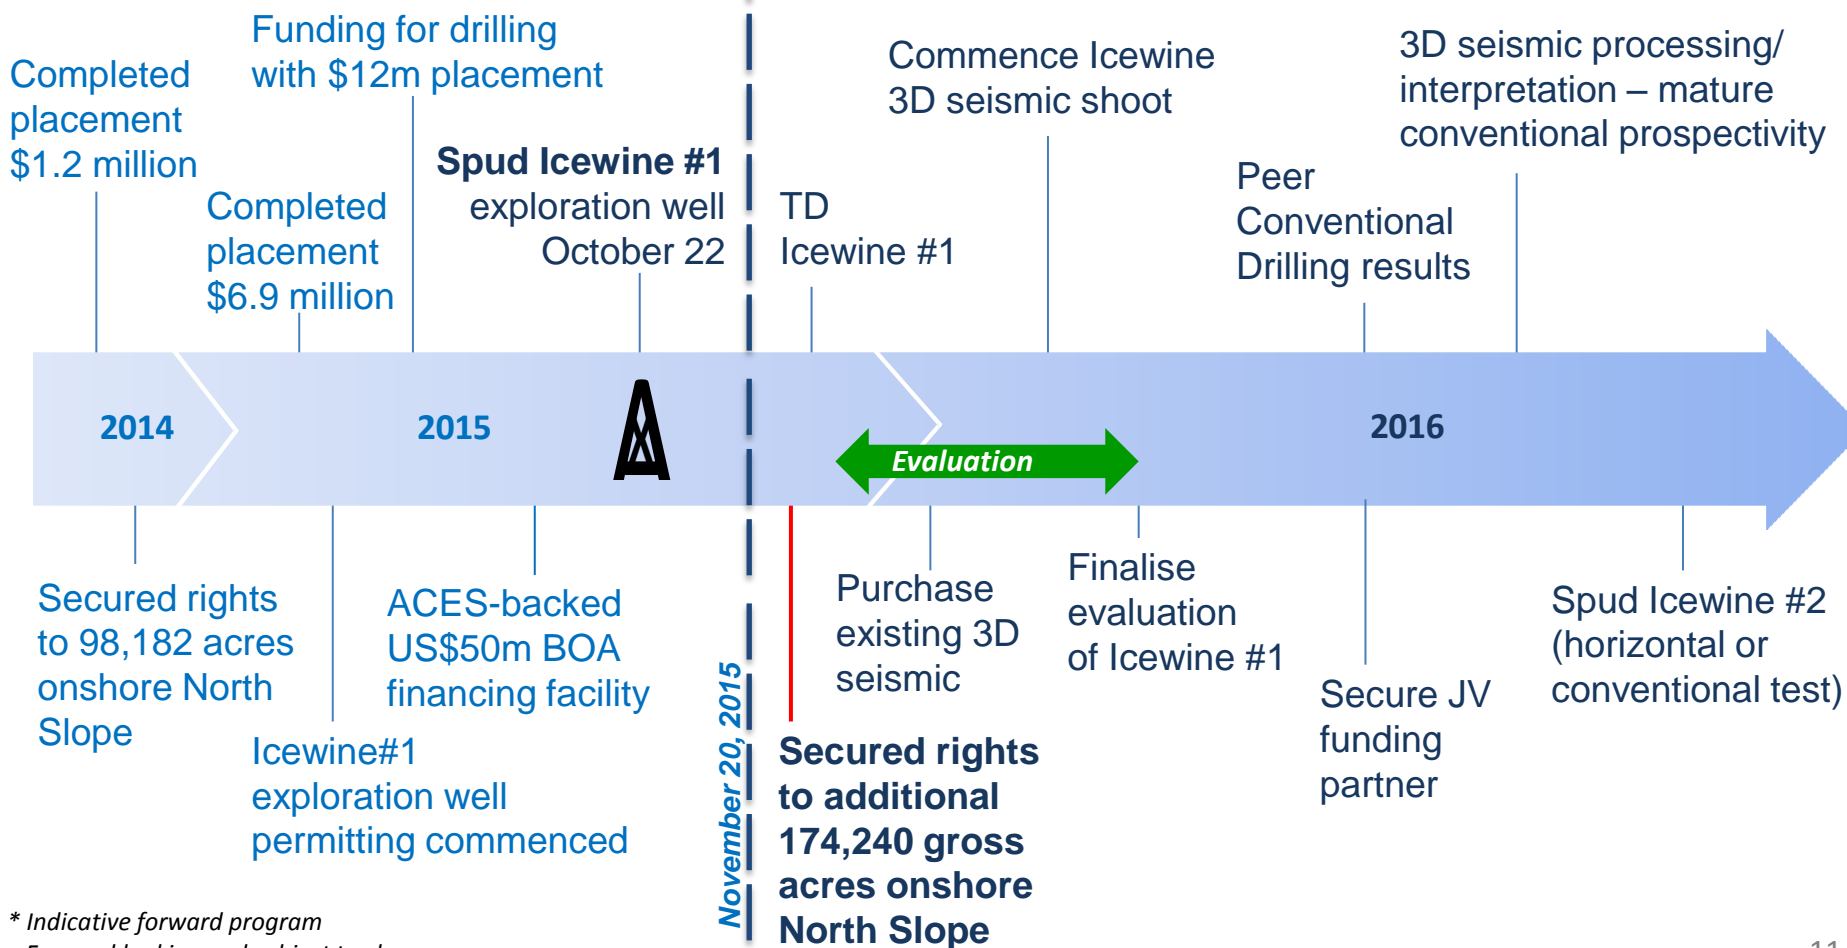 Completed
placement
$1.2 million
Funding for drilling
with $12m placement
Completed
placement
$6.9 million
Spud Icewine #1
exploration well
October 22
TD
Icewine #1
Commence Icewine
3D seismic shoot
Peer
Conventional
Drilling results
3D seismic processing/
interpretation – mature
conventional prospectivity
2014
2015
Evaluation
2016
Secured rights
to 98,182 acres
onshore North
Slope
Icewine#1
exploration well
permitting commenced
ACES-backed
US$50m BOA
financing facility
November 20, 2015
Secured rights
to additional
174,240 gross
acres onshore
North Slope
Purchase
existing 3D
seismic
Finalise
evaluation
of Icewine #1
Secure JV
funding
partner
Spud Icewine #2
(horizontal or
conventional test)
* Indicative forward program